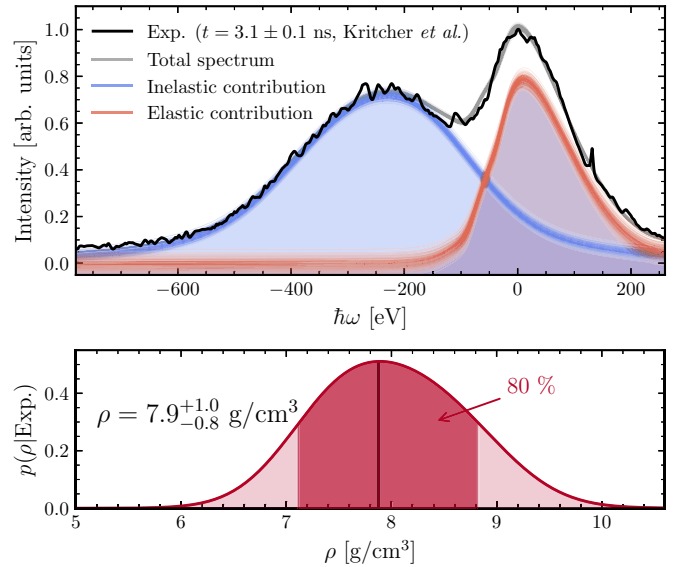 Exp. (t = 3.1 ± 0.1 ns, Kritcher et al.)
Total spectrum
Inelastic contribution
Elastic contribution
Intensity [arb. units]
1.0
0.8
0.6
0.4
0.2
0.0
−600 −400 −200 0 200
ℏω [eV]
p(ρ|Exp.)
0.4
0.2
0.0
ρ = 7.9 +1.0 −0.8 g/cm³
80 %
5 6 7 8 9 10
ρ [g/cm³]